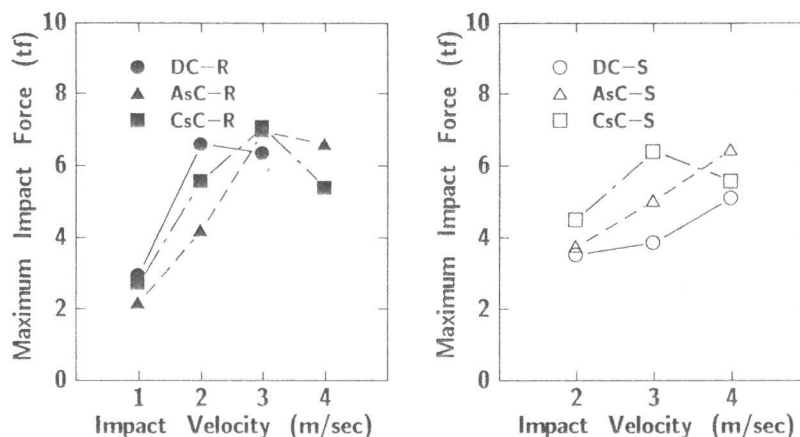 Maximum Impact Force (tf)
10
8
6
4
2
0
DC-R
AsC-R
CsC-R
1 2 3 4
Impact Velocity (m/sec)
Maximum Impact Force (tf)
10
8
6
4
2
0
DC-S
AsC-S
CsC-S
2 3 4
Impact Velocity (m/sec)